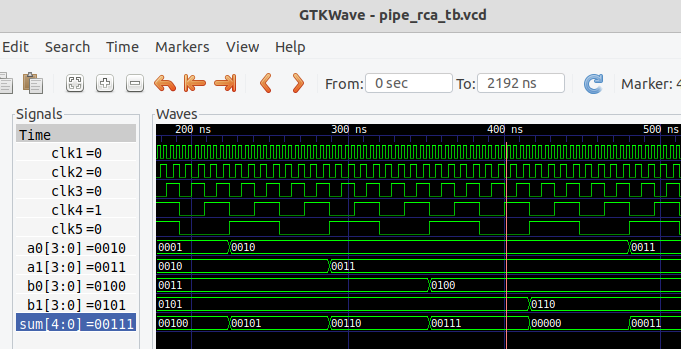 GTKWave - pipe_rca_tb.vcd
Edit Search Time Markers View Help
From: 0 sec To: 2192 ns Marker: 4
Signals Waves
Time 200 ns 300 ns 400 ns 500 ns
clk1=0
clk2=0
clk3=0
clk4=1
clk5=0
a0[3:0]=0010 0001 0010 0011
a1[3:0]=0011 0010 0011
b0[3:0]=0100 0011 0100
b1[3:0]=0101 0101 0110
sum[4:0]=00111 00100 00101 00110 00111 00000 00011